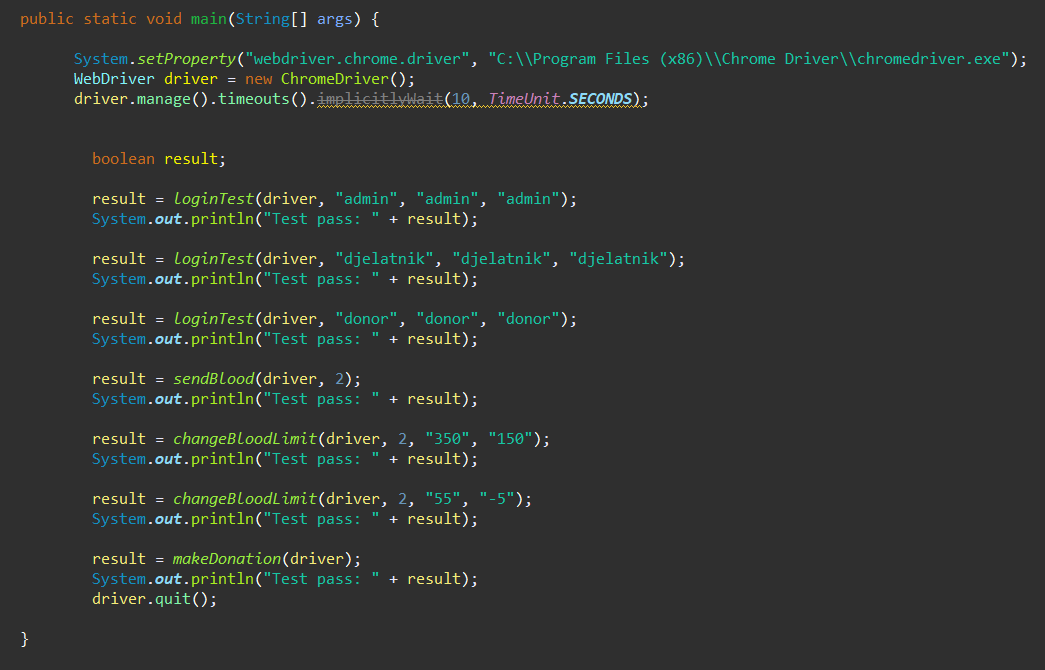 public static void main(String[] args) {
System.setProperty("webdriver.chrome.driver", "C:\\Program Files (x86)\\Chrome Driver\\chromedriver.exe");
WebDriver driver = new ChromeDriver();
driver.manage().timeouts().implicitlyWait(10, TimeUnit.SECONDS);
boolean result;
result = loginTest(driver, "admin", "admin", "admin");
System.out.println("Test pass: " + result);
result = loginTest(driver, "djelatnik", "djelatnik", "djelatnik");
System.out.println("Test pass: " + result);
result = loginTest(driver, "donor", "donor", "donor");
System.out.println("Test pass: " + result);
result = sendBlood(driver, 2);
System.out.println("Test pass: " + result);
result = changeBloodLimit(driver, 2, "350", "150");
System.out.println("Test pass: " + result);
result = changeBloodLimit(driver, 2, "55", "-5");
System.out.println("Test pass: " + result);
result = makeDonation(driver);
System.out.println("Test pass: " + result);
driver.quit();
}